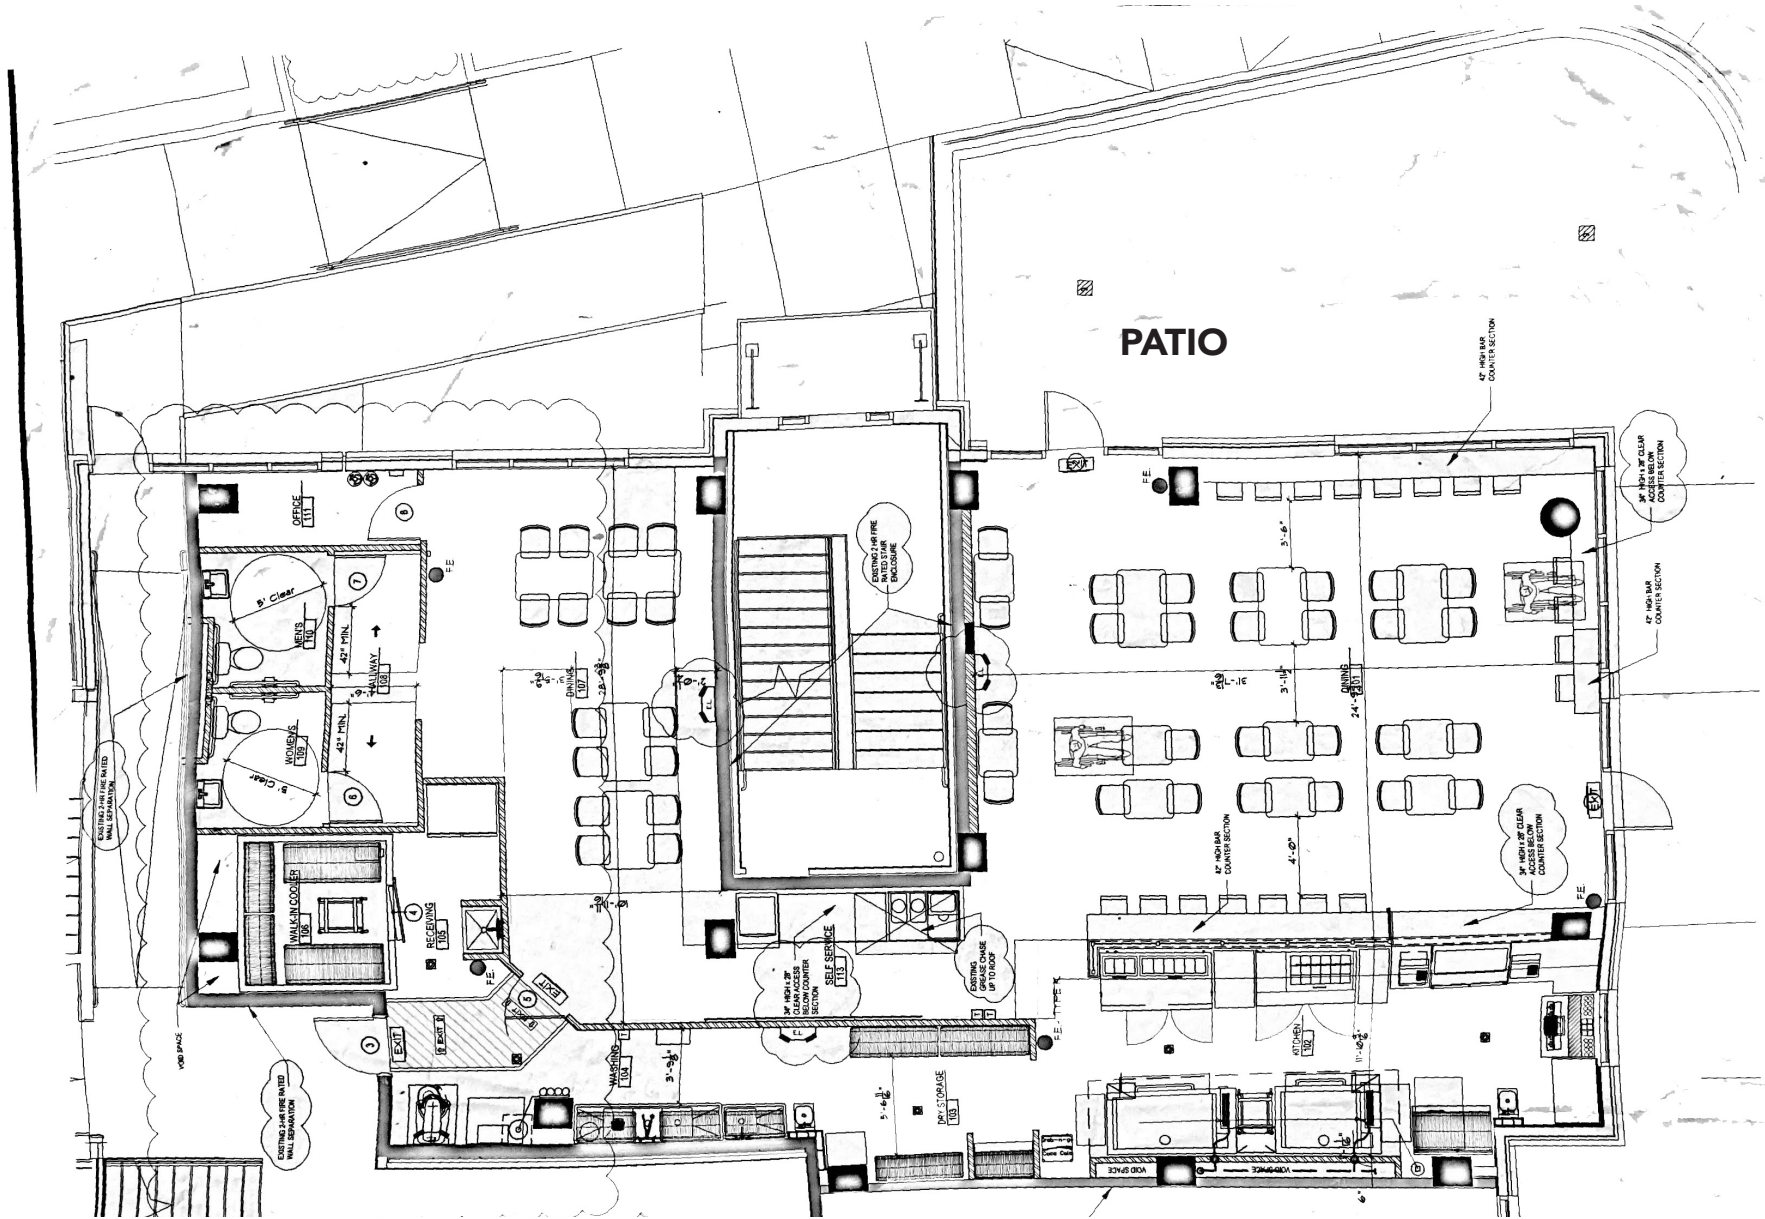 PATIO
42" HIGH BAR
COUNTER SECTION
34" HIGH x 28" CLEAR
ACCESS BELOW
COUNTER SECTION
42" HIGH BAR
COUNTER SECTION
EXIT
F.E.
OFFICE
111
8
F.E.
EXISTING 2 HR FIRE
RATED STAIR
ENCLOSURE
3'-6"
5' Clear
7
MEN'S
110
42" MIN.
HALLWAY
108
DINING
107
E.L.
E.L.
DINING
24'-
3'-11½"
WOMEN'S
109
42" MIN.
5' Clear
6
EXISTING 2-HR FIRE RATED
WALL SEPARATION
EXIT
42" HIGH BAR
COUNTER SECTION
4'-0"
34" HIGH x 28" CLEAR
ACCESS BELOW
COUNTER SECTION
F.E.
WALK-IN COOLER
106
4
RECEIVING
105
F.E.
5
EXIT
EXIT
SELF SERVICE
113
34" HIGH x 28"
CLEAR ACCESS
BELOW COUNTER
SECTION
EXISTING
GREASE CHASE
UP TO ROOF
VOID SPACE
3
EXIT
EXIT
E.L.
T
T
T
F.E. - TYPE K
WASHING
104
KITCHEN
102
DRY STORAGE
103
EXISTING 2-HR FIRE RATED
WALL SEPARATION
VOID SPACE
VOID SPACE
6"